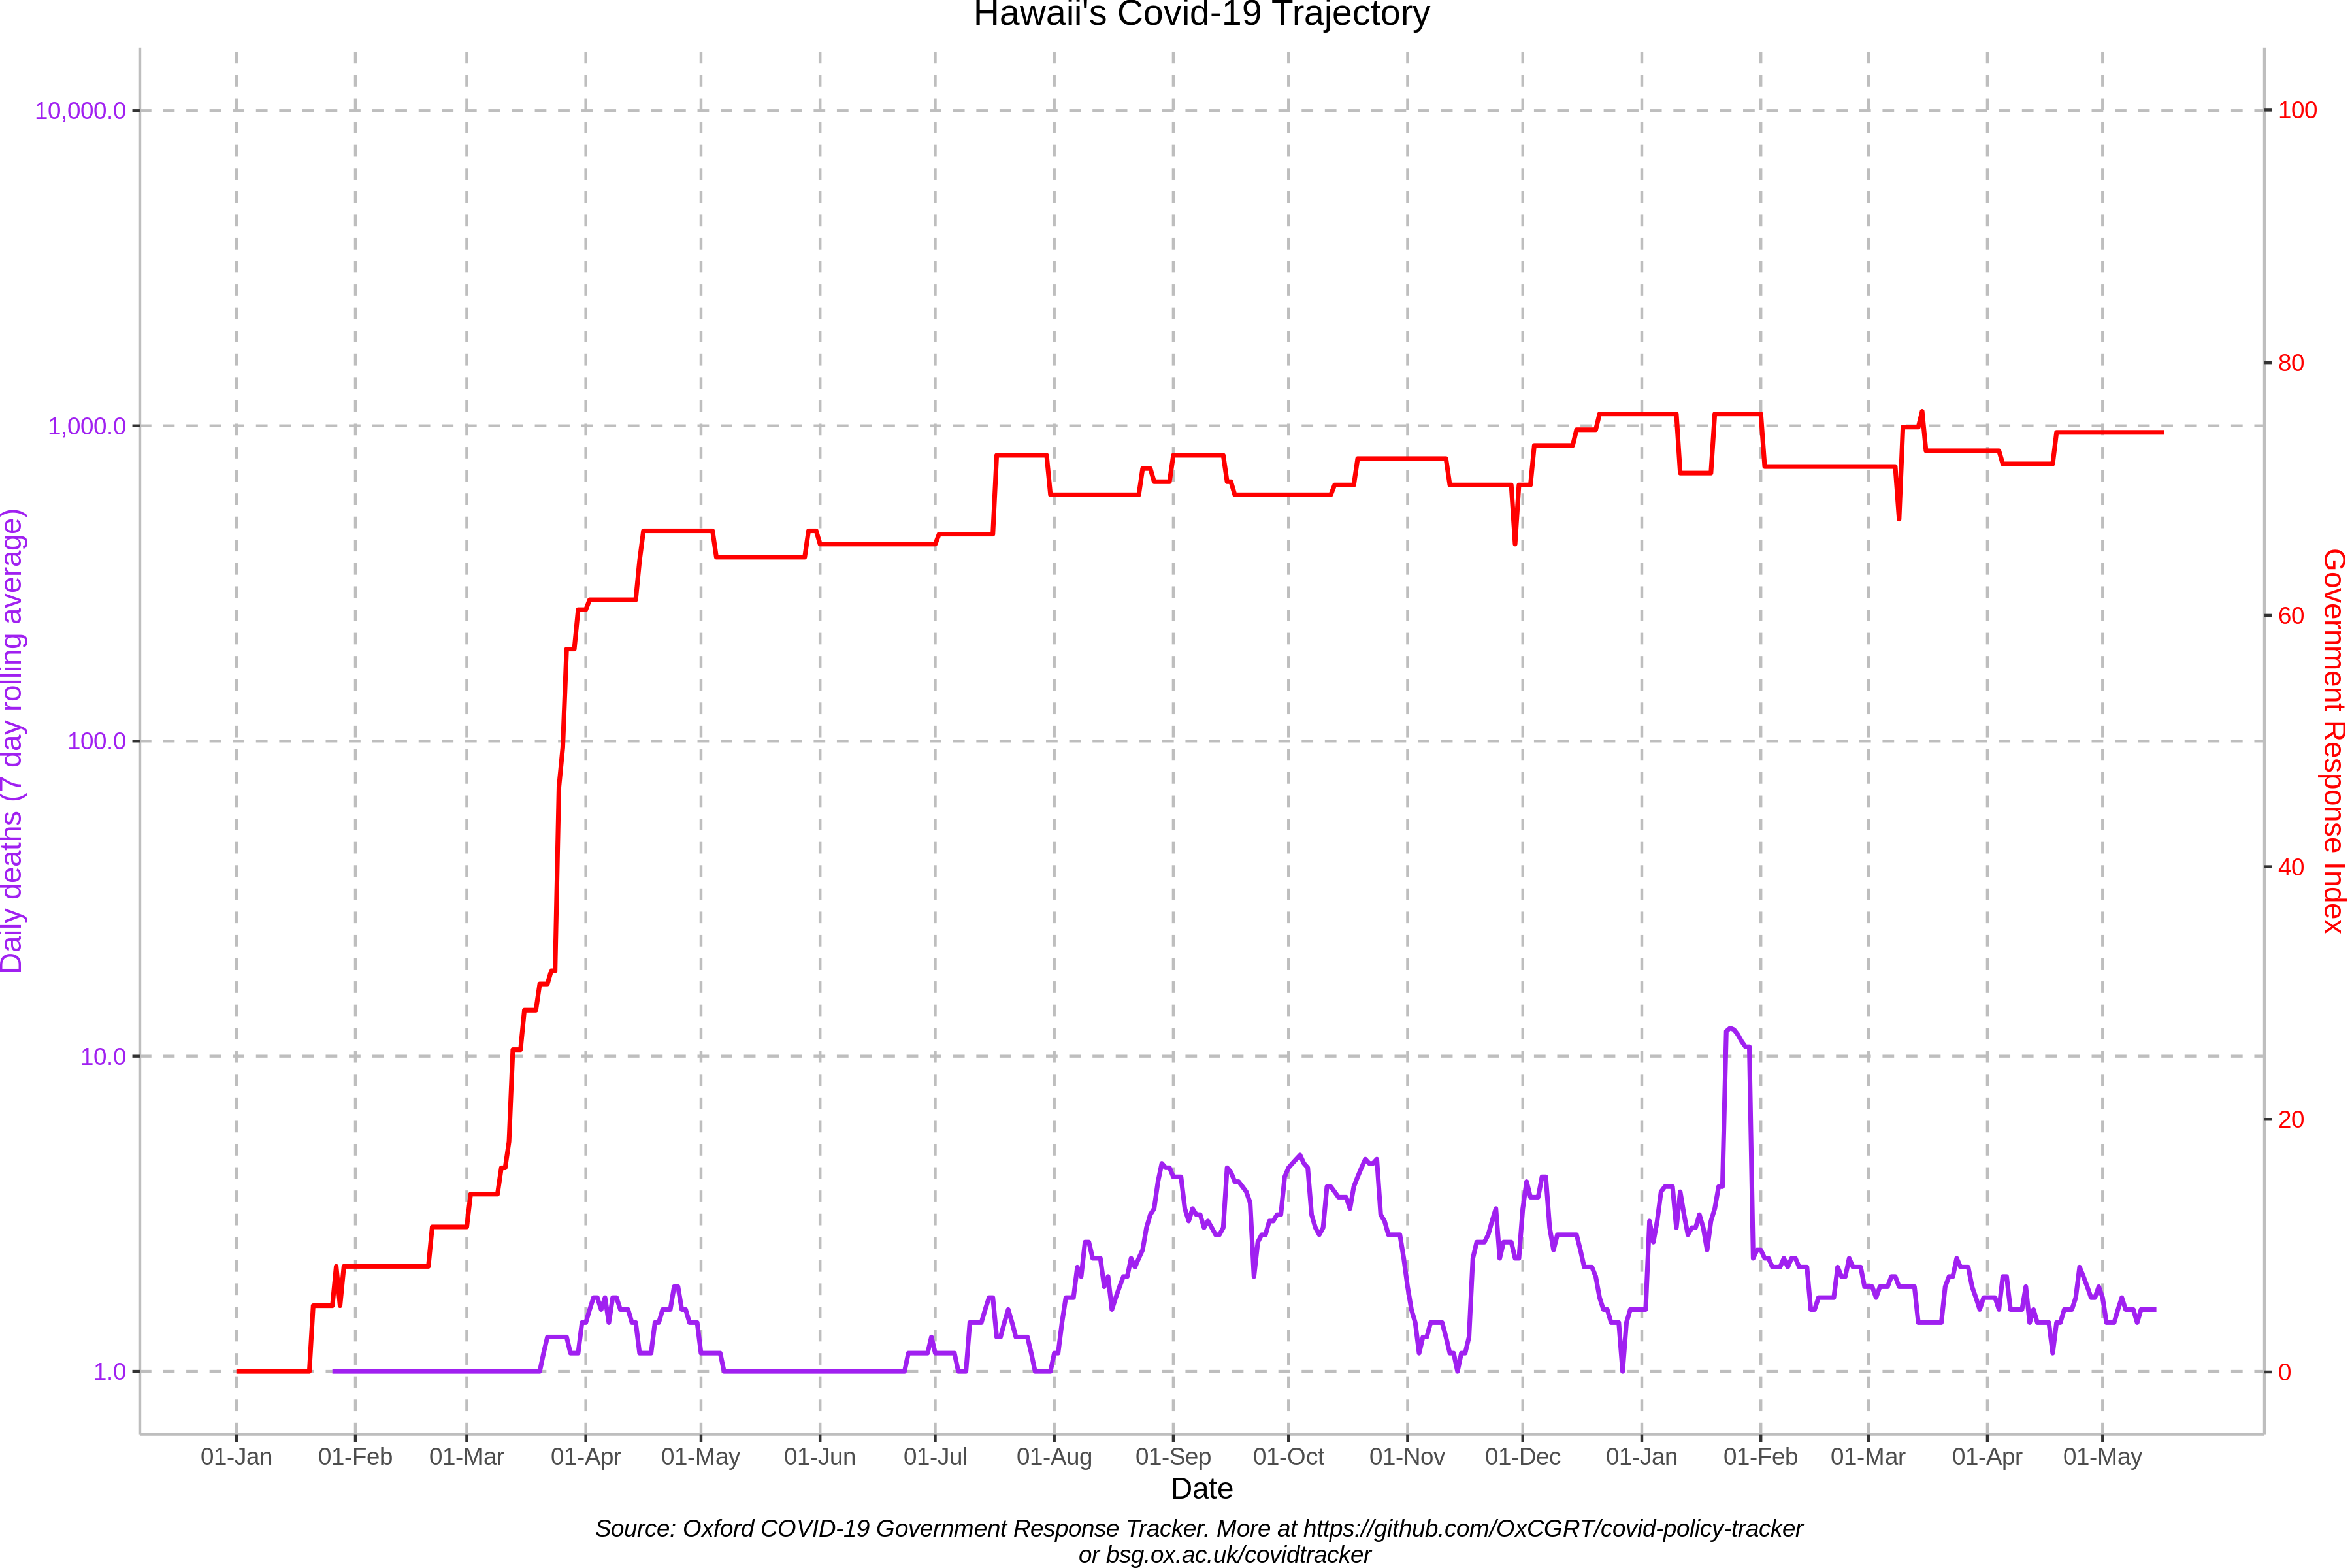 Hawaii's Covid-19 Trajectory
10,000.0
1,000.0
100.0
10.0
1.0
Daily deaths (7 day rolling average)
100
80
60
40
20
0
Government Response Index
01-Jan 01-Feb 01-Mar 01-Apr 01-May 01-Jun 01-Jul 01-Aug 01-Sep 01-Oct 01-Nov 01-Dec 01-Jan 01-Feb 01-Mar 01-Apr 01-May
Date
Source: Oxford COVID-19 Government Response Tracker. More at https://github.com/OxCGRT/covid-policy-tracker
or bsg.ox.ac.uk/covidtracker